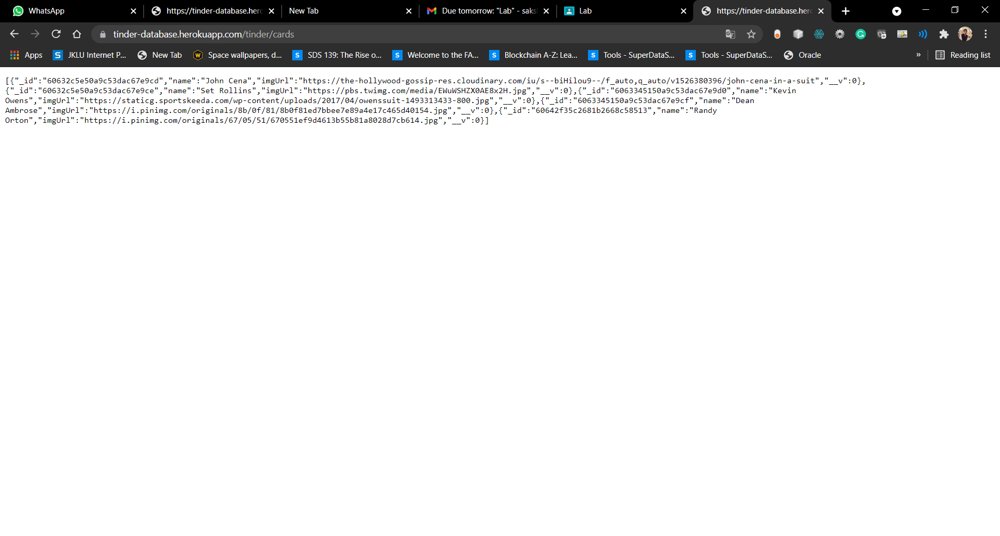 WhatsApp
https://tinder-database.her
New Tab
Due tomorrow: "Lab" - saks
Lab
https://tinder-database.her
tinder-database.herokuapp.com/tinder/cards
Apps
JKLU Internet P...
New Tab
Space wallpapers, d...
SDS 139: The Rise o...
Welcome to the FA...
Blockchain A-Z: Lea...
Tools - SuperDataS...
Tools - SuperDataS...
Oracle
»
Reading list
[{"_id":"60632c5e50a9c53dac67e9cd","name":"John Cena","imgUrl":"https://the-hollywood-gossip-res.cloudinary.com/iu/s--biHilou9--/f_auto,q_auto/v1526380396/john-cena-in-a-suit","__v":0},
{"_id":"60632c5e50a9c53dac67e9ce","name":"Set Rollins","imgUrl":"https://pbs.twimg.com/media/EWuWSHZX0AE8x2H.jpg","__v":0},{"_id":"6063345150a9c53dac67e9d0","name":"Kevin
Owens","imgUrl":"https://staticg.sportskeeda.com/wp-content/uploads/2017/04/owenssuit-1493313433-800.jpg","__v":0},{"_id":"6063345150a9c53dac67e9cf","name":"Dean
Ambrose","imgUrl":"https://i.pinimg.com/originals/8b/0f/81/8b0f81ed7bbee7e89a4e17c465d40154.jpg","__v":0},{"_id":"60642f35c2681b2668c58513","name":"Randy
Orton","imgUrl":"https://i.pinimg.com/originals/67/05/51/670551ef9d4613b55b81a8028d7cb614.jpg","__v":0}]